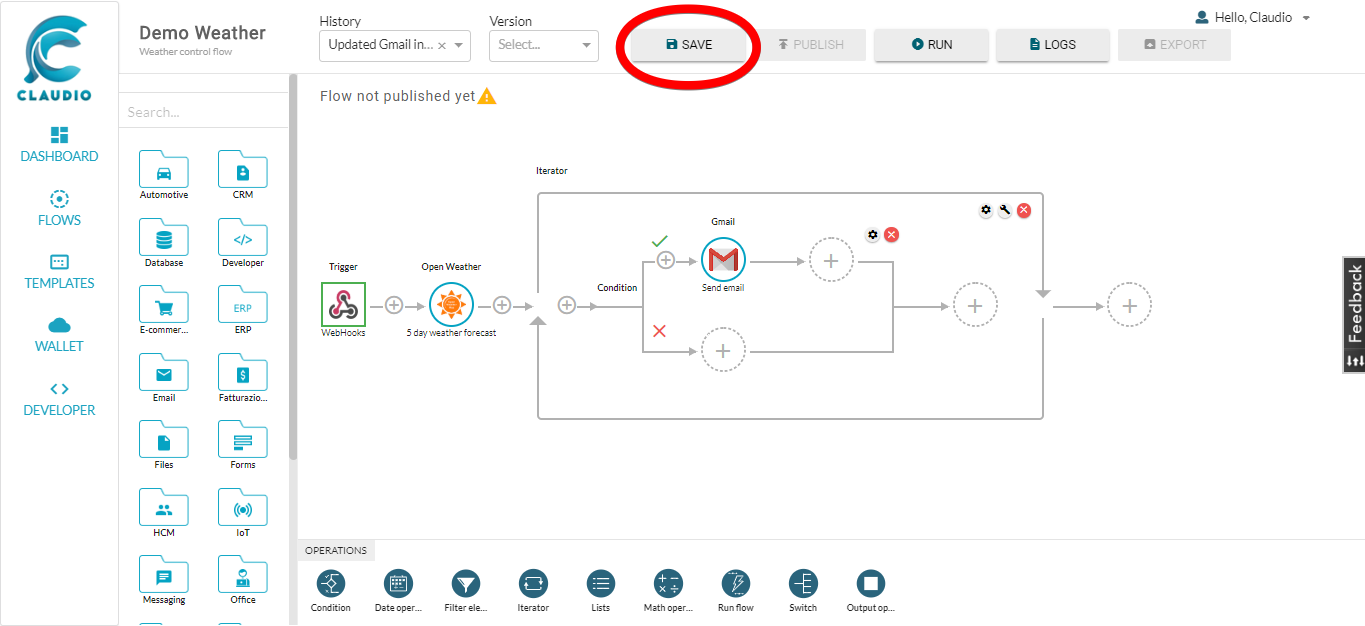 CLAUDIO
DASHBOARD
FLOWS
TEMPLATES
WALLET
DEVELOPER
Demo Weather
Weather control flow
Search...
Automotive
CRM
Database
Developer
E-commer...
ERP
ERP
Email
Fatturazio...
Files
Forms
HCM
IoT
Messaging
Office
History
Updated Gmail in...
Version
Select...
SAVE
PUBLISH
RUN
LOGS
EXPORT
Hello, Claudio
Flow not published yet
Iterator
Trigger
WebHooks
Open Weather
5 day weather forecast
Condition
Gmail
Send email
Feedback
OPERATIONS
Condition
Date oper...
Filter ele...
Iterator
Lists
Math oper...
Run flow
Switch
Output op...